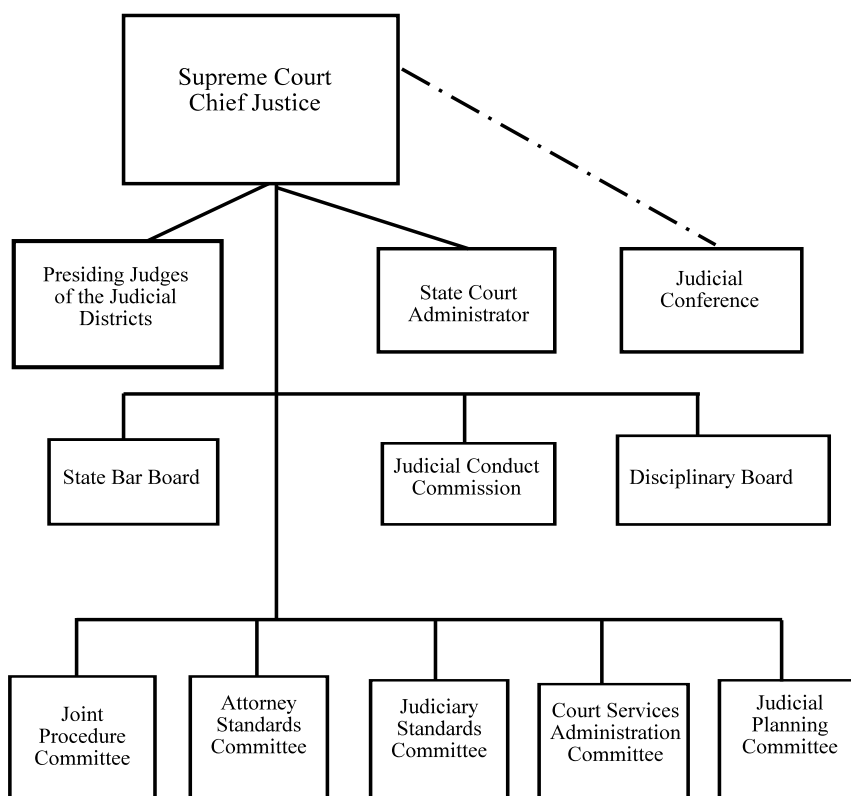 Supreme Court
Chief Justice
Presiding Judges
of the Judicial
Districts
State Court
Administrator
Judicial
Conference
State Bar Board
Judicial Conduct
Commission
Disciplinary Board
Joint
Procedure
Committee
Attorney
Standards
Committee
Judiciary
Standards
Committee
Court Services
Administration
Committee
Judicial
Planning
Committee